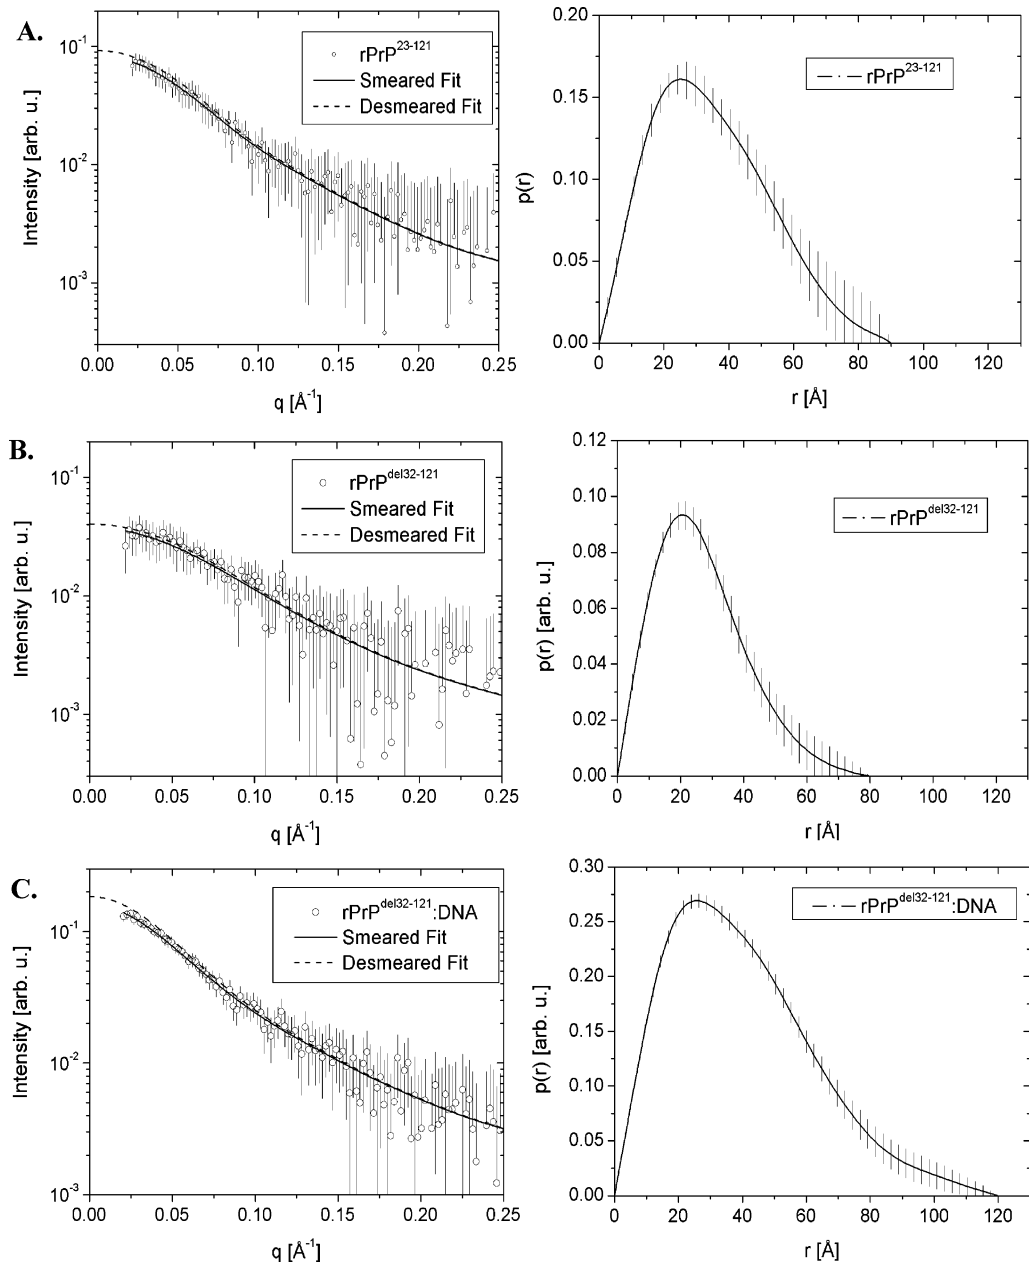 A.
10⁻¹
10⁻²
10⁻³
Intensity [arb. u.]
rPrP²³⁻¹²¹
Smeared Fit
Desmeared Fit
0.00 0.05 0.10 0.15 0.20 0.25
q [Å⁻¹]
0.20
0.15
0.10
0.05
0.00
p(r)
rPrP²³⁻¹²¹
0 20 40 60 80 100 120
r [Å]
B.
10⁻¹
10⁻²
10⁻³
Intensity [arb. u.]
rPrPᵈᵉˡ³²⁻¹²¹
Smeared Fit
Desmeared Fit
0.00 0.05 0.10 0.15 0.20 0.25
q [Å⁻¹]
0.12
0.10
0.08
0.06
0.04
0.02
0.00
p(r) [arb. u.]
rPrPᵈᵉˡ³²⁻¹²¹
0 20 40 60 80 100 120
r [Å]
C.
10⁻¹
10⁻²
10⁻³
Intensity [arb. u.]
rPrPᵈᵉˡ³²⁻¹²¹:DNA
Smeared Fit
Desmeared Fit
0.00 0.05 0.10 0.15 0.20 0.25
q [Å⁻¹]
0.30
0.25
0.20
0.15
0.10
0.05
0.00
p(r) [arb. u.]
rPrPᵈᵉˡ³²⁻¹²¹:DNA
0 20 40 60 80 100 120
r [Å]